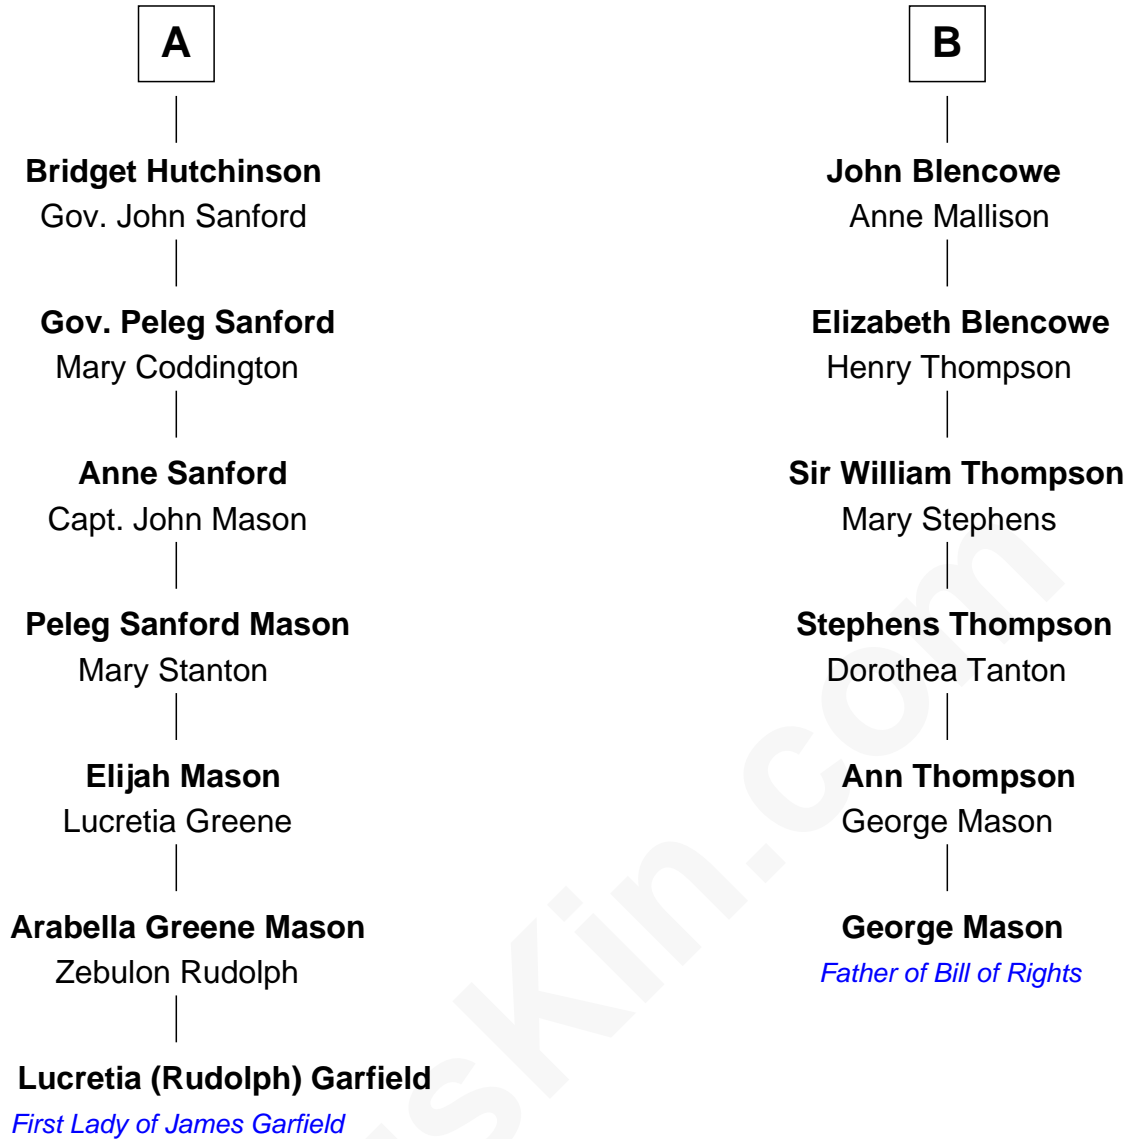 A
Bridget Hutchinson
Gov. John Sanford
Gov. Peleg Sanford
Mary Coddington
Anne Sanford
Capt. John Mason
Peleg Sanford Mason
Mary Stanton
Elijah Mason
Lucretia Greene
Arabella Greene Mason
Zebulon Rudolph
Lucretia (Rudolph) Garfield
First Lady of James Garfield
B
John Blencowe
Anne Mallison
Elizabeth Blencowe
Henry Thompson
Sir William Thompson
Mary Stephens
Stephens Thompson
Dorothea Tanton
Ann Thompson
George Mason
George Mason
Father of Bill of Rights